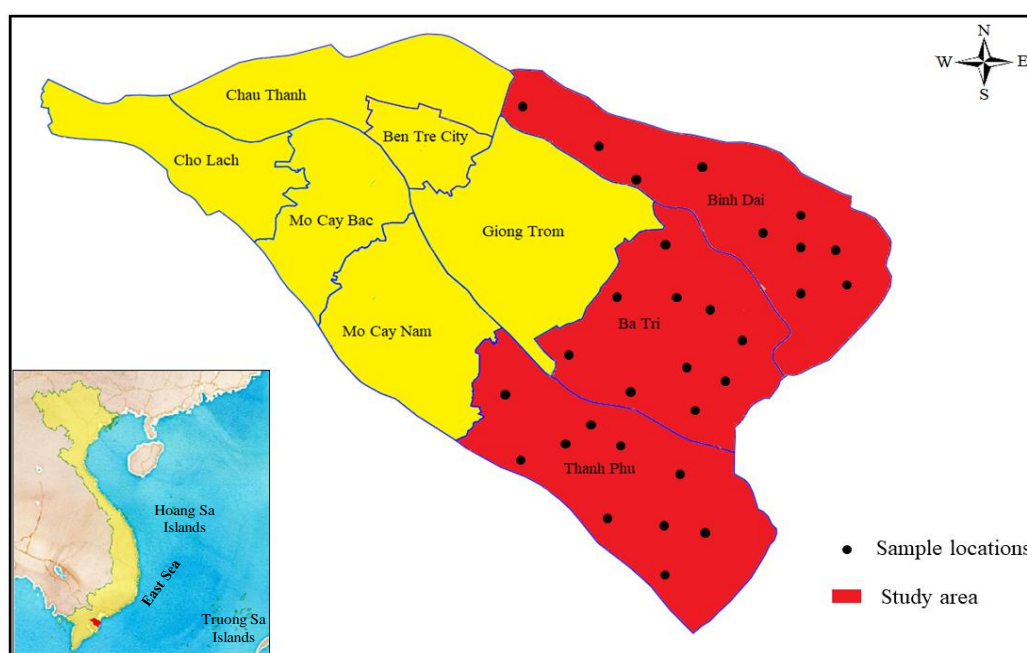 N
W E
S
Chau Thanh
Ben Tre City
Cho Lach
Binh Dai
Mo Cay Bac
Giong Trom
Ba Tri
Mo Cay Nam
Thanh Phu
Hoang Sa
Islands
East Sea
Truong Sa
Islands
Sample locations
Study area